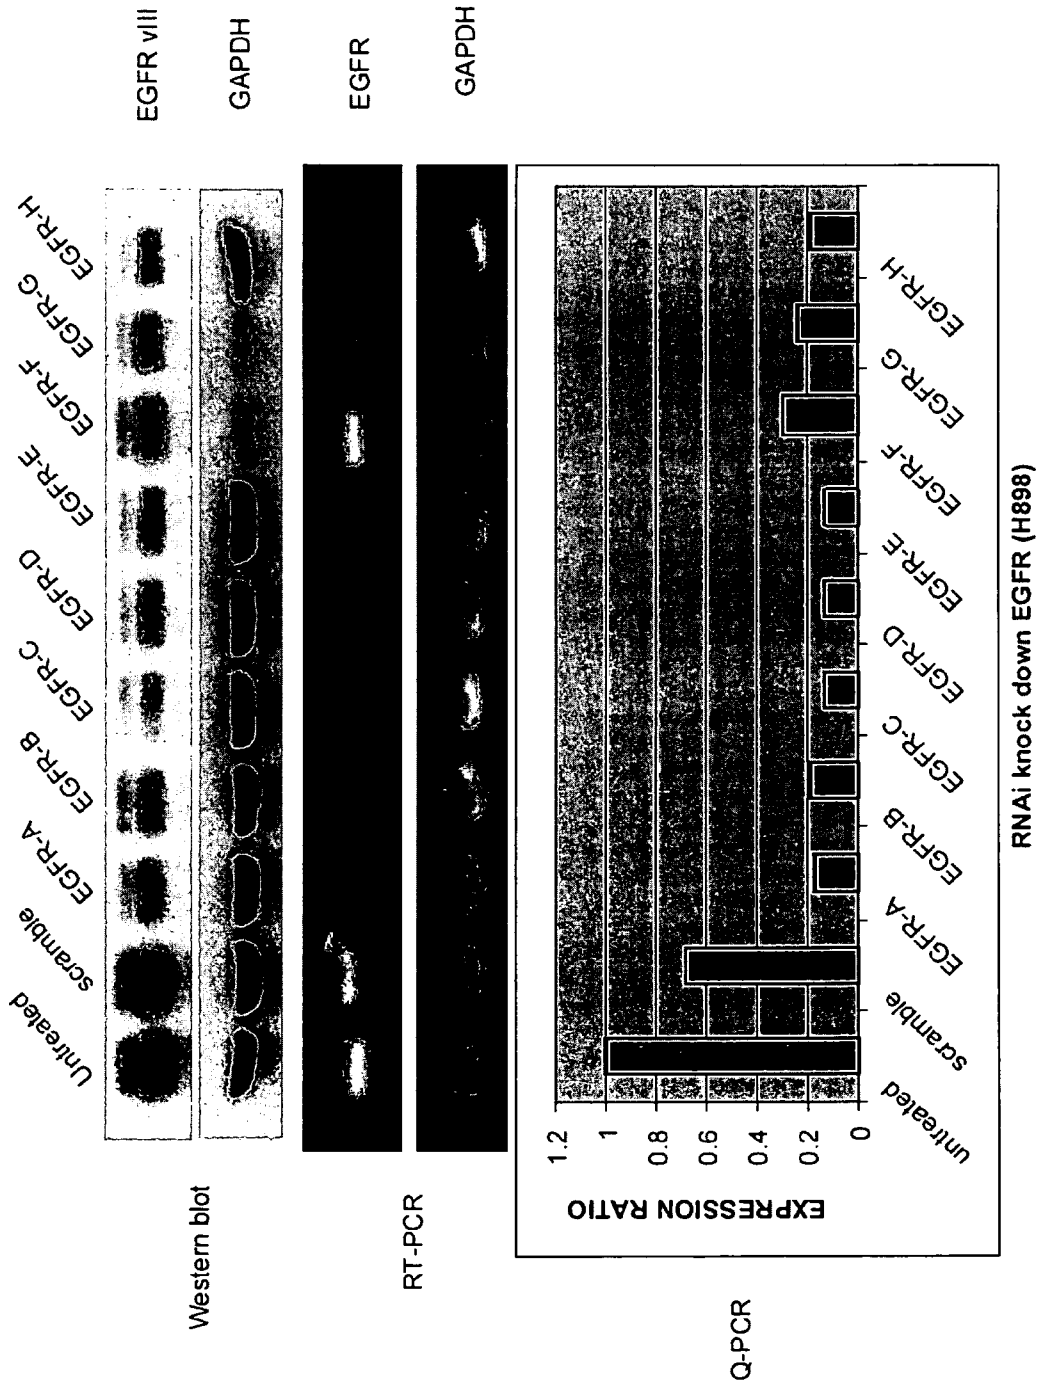 Untreated
scramble
EGFR-A
EGFR-B
EGFR-C
EGFR-D
EGFR-E
EGFR-F
EGFR-G
EGFR-H
Western blot
EGFR vIII
GAPDH
RT-PCR
EGFR
GAPDH
Q-PCR
EXPRESSION RATIO
1.2
1
0.8
0.6
0.4
0.2
0
untreated
scramble
EGFR-A
EGFR-B
EGFR-C
EGFR-D
EGFR-E
EGFR-F
EGFR-G
EGFR-H
RNAi knock down EGFR (H898)